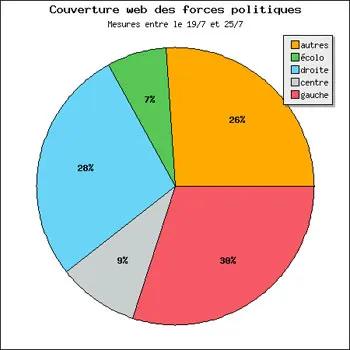 Couverture web des forces politiques
Mesures entre le 19/7 et 25/7
autres
écolo
droite
centre
gauche
7%
26%
28%
9%
30%